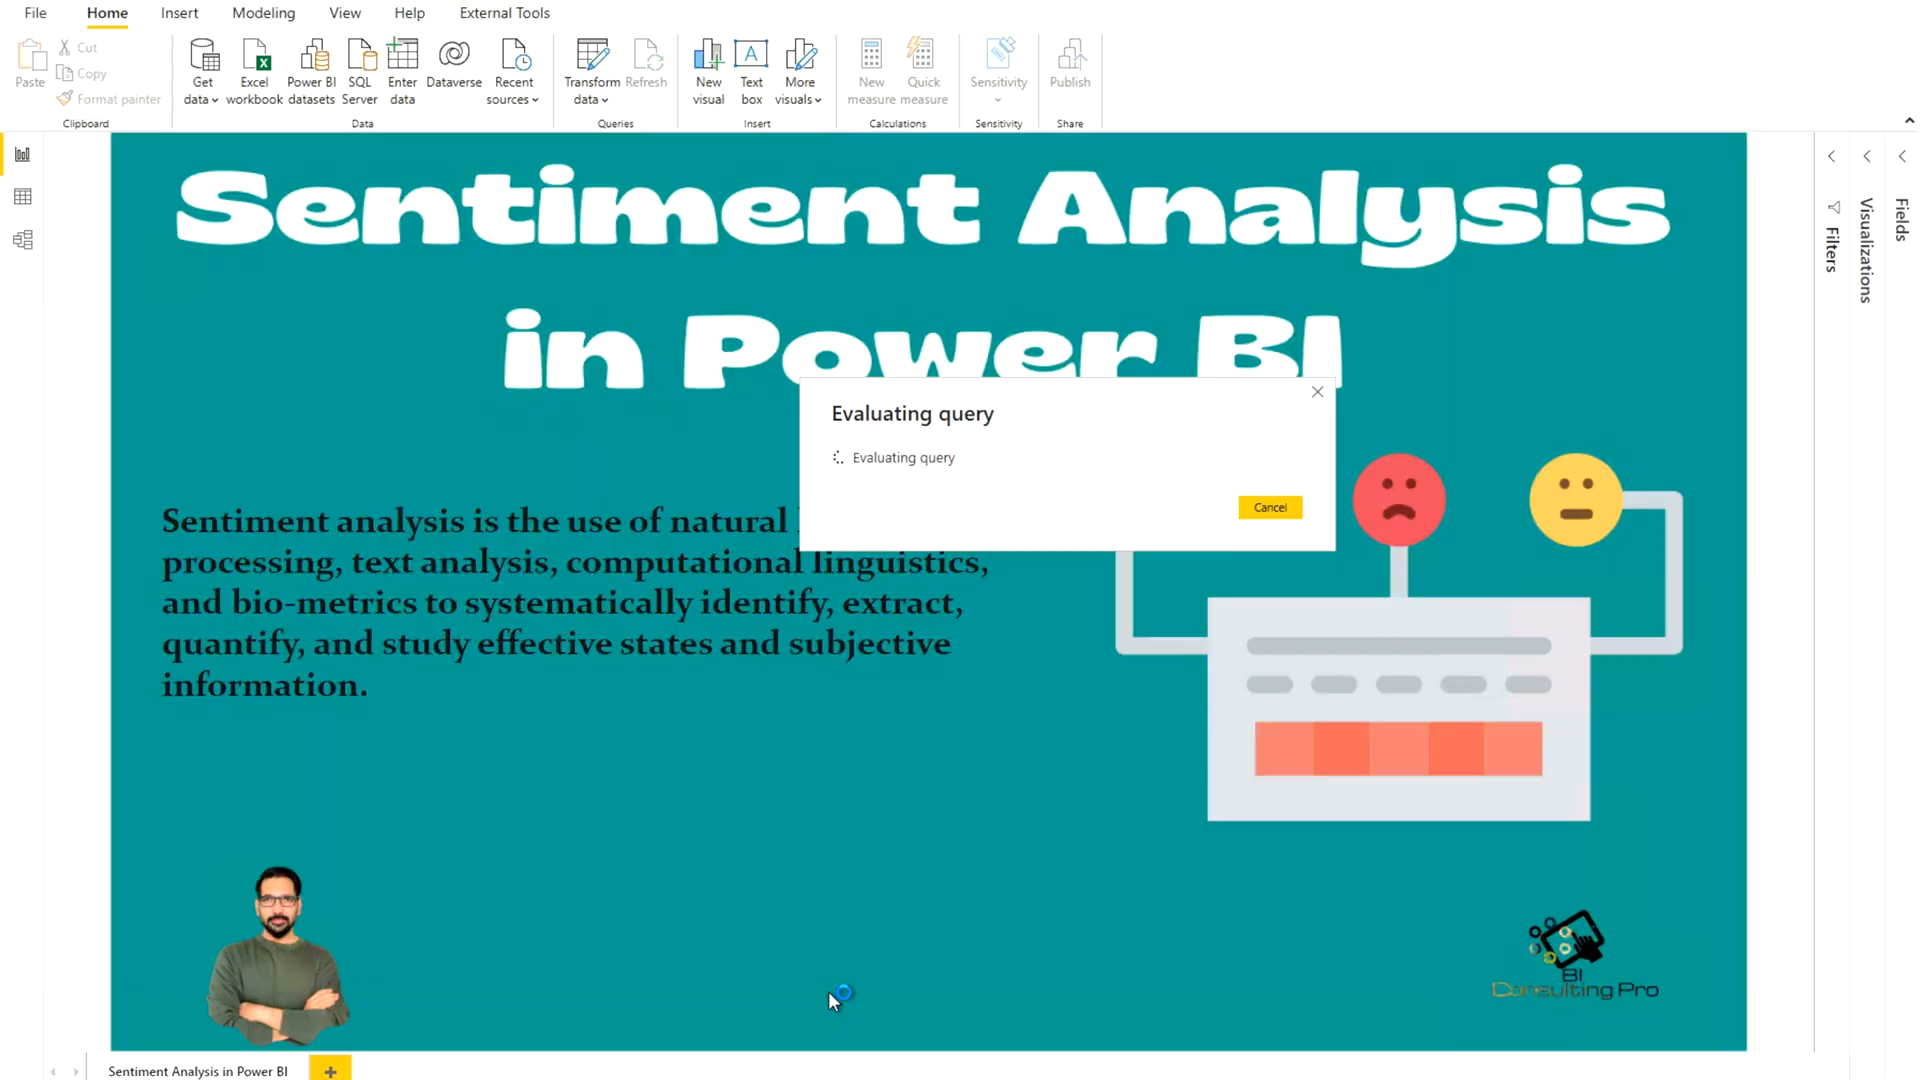 File Home Insert Modeling View Help External Tools
Paste
Cut
Copy
Format painter
Clipboard
Get data
Excel workbook
Power BI datasets
SQL Server
Enter data
Dataverse
Recent sources
Data
Transform data
Refresh
Queries
New visual
Text box
More visuals
Insert
New measure
Quick measure
Calculations
Sensitivity
Sensitivity
Publish
Share
Sentiment Analysis
in Power BI
Evaluating query
Evaluating query
Cancel
Sentiment analysis is the use of natural
processing, text analysis, computational linguistics,
and bio-metrics to systematically identify, extract,
quantify, and study effective states and subjective
information.
BI
Consulting Pro
Filters
Visualizations
Fields
Sentiment Analysis in Power BI